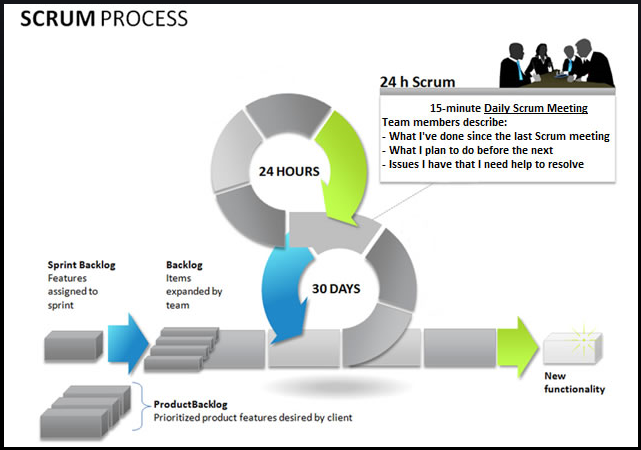 SCRUM PROCESS
24 h Scrum
15-minute Daily Scrum Meeting
Team members describe:
- What I've done since the last Scrum meeting
- What I plan to do before the next
- Issues I have that I need help to resolve
24 HOURS
30 DAYS
Sprint Backlog
Features
assigned to
sprint
Backlog
Items
expanded by
team
New
functionality
ProductBacklog
Prioritized product features desired by client